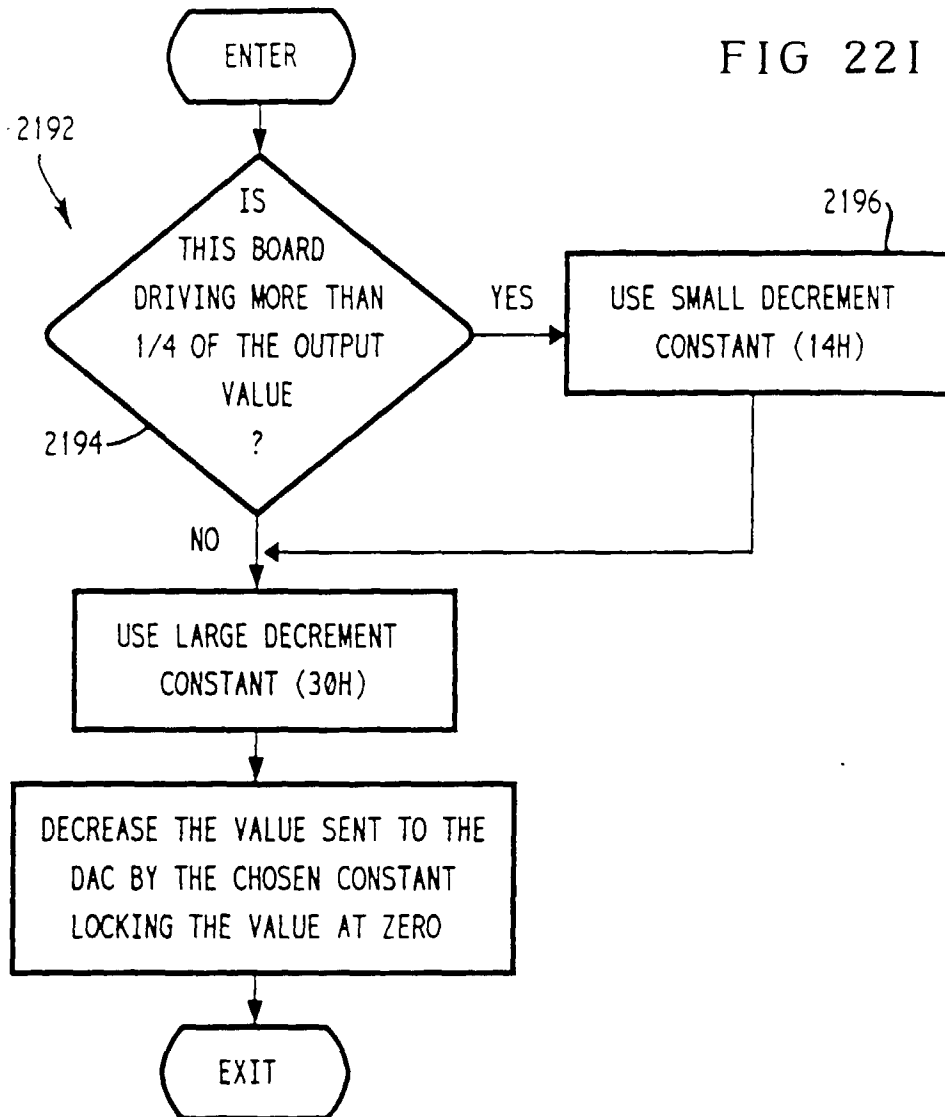 FIG 22I
ENTER
2192
IS
THIS BOARD
DRIVING MORE THAN
1/4 OF THE OUTPUT
VALUE
?
2194
YES
2196
USE SMALL DECREMENT
CONSTANT (14H)
NO
USE LARGE DECREMENT
CONSTANT (30H)
DECREASE THE VALUE SENT TO THE
DAC BY THE CHOSEN CONSTANT
LOCKING THE VALUE AT ZERO
EXIT